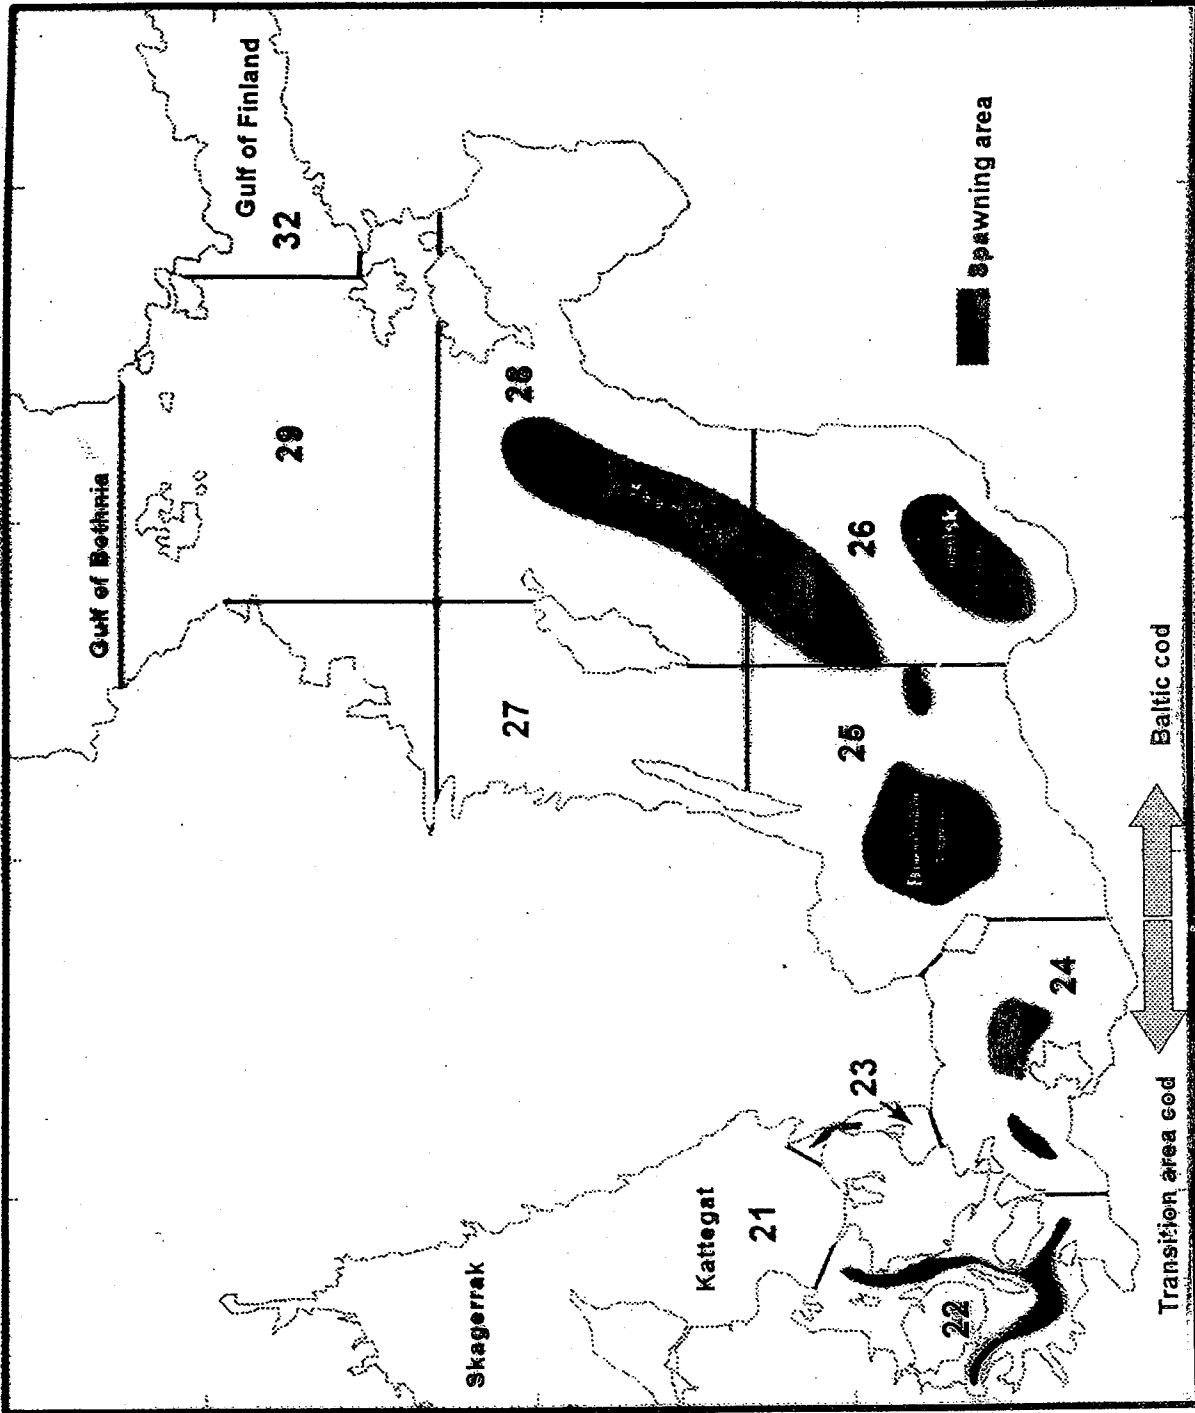 Gulf of Bothnia
Gulf of Finland
32
29
28
27
26
25
Skagerrak
Kattegat
21
23
24
22
Spawning area
Transition area cod
Baltic cod